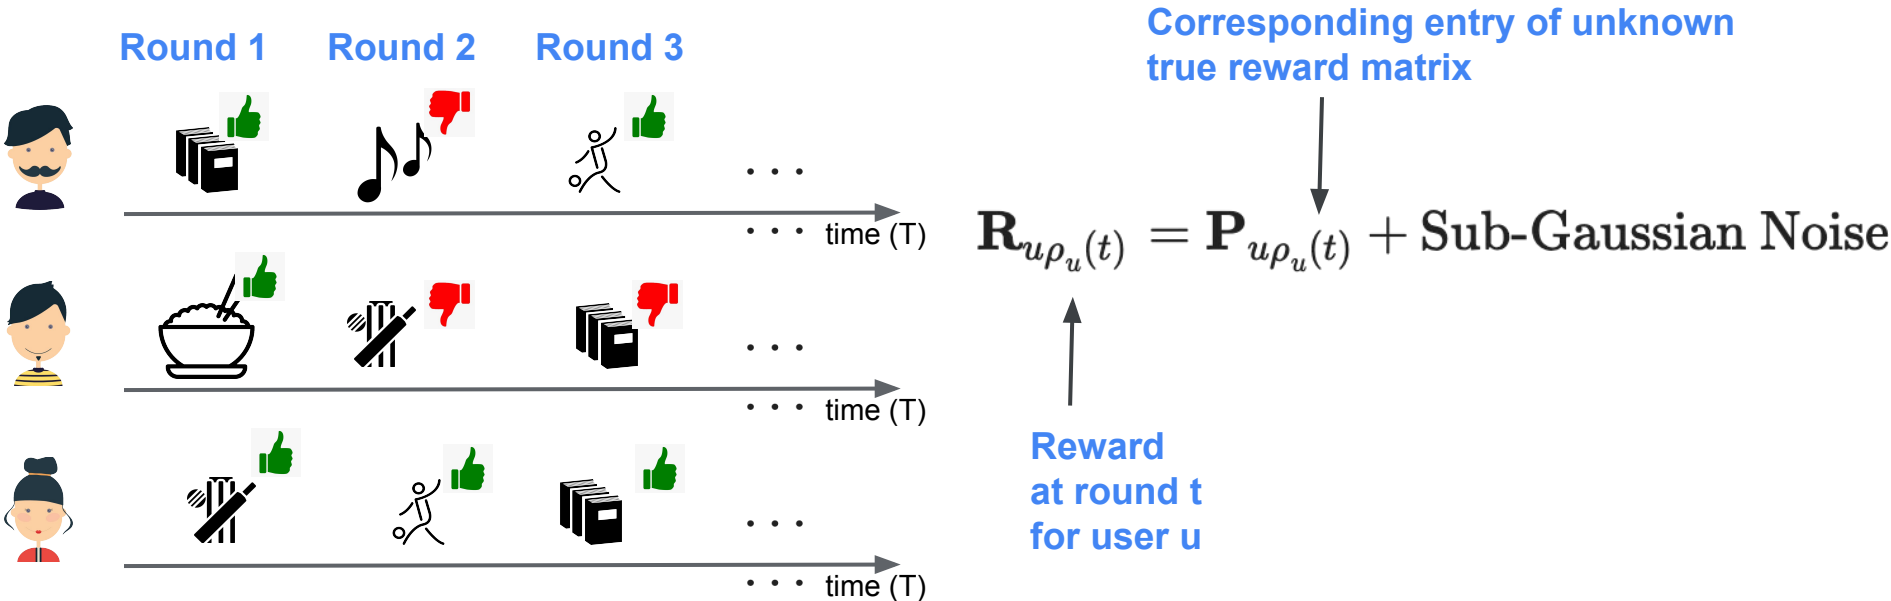 Round 1 Round 2 Round 3
. . .
. . . time (T)
. . .
. . . time (T)
. . .
. . . time (T)
Corresponding entry of unknown
true reward matrix
R_{uρ_u(t)} = P_{uρ_u(t)} + Sub-Gaussian Noise
Reward
at round t
for user u